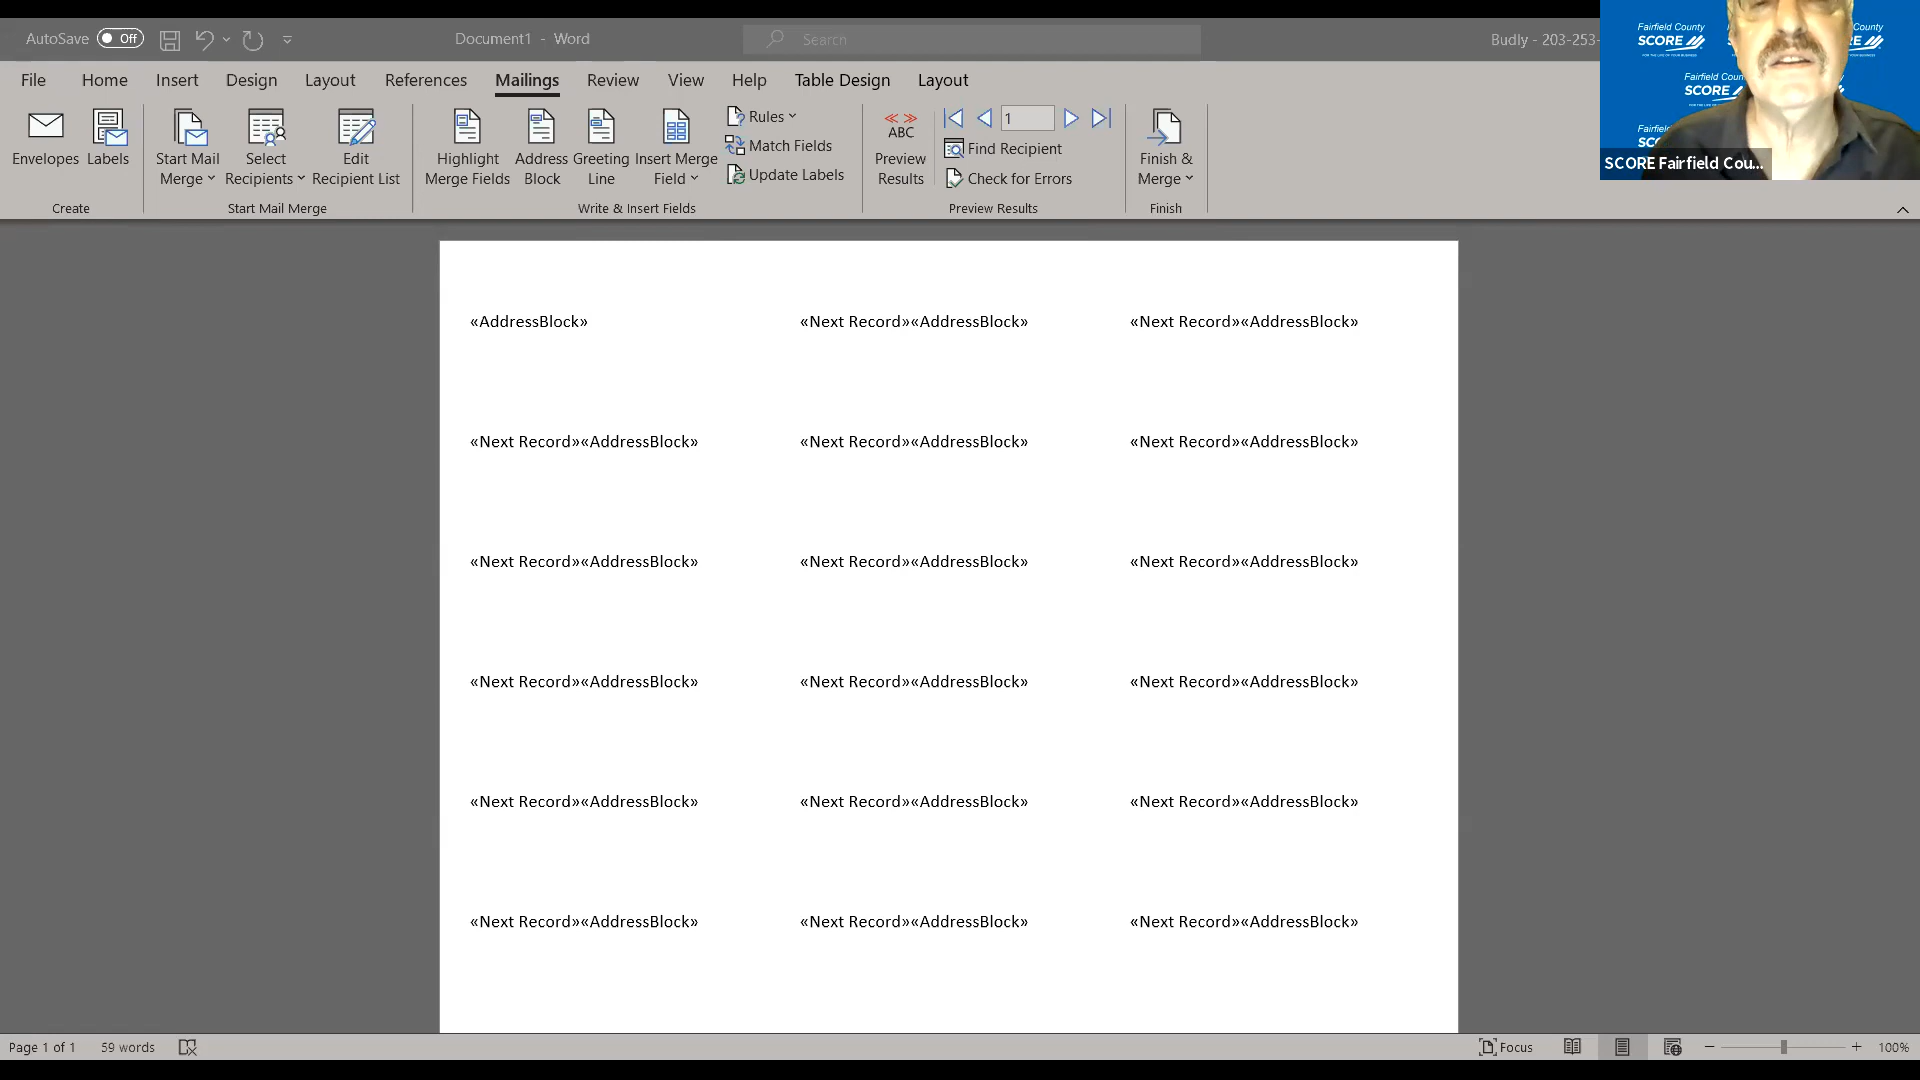 AutoSave Off Document1 - Word Search Budly - 203-253-
File Home Insert Design Layout References Mailings Review View Help Table Design Layout
Envelopes Labels Start Mail Merge Select Recipients Edit Recipient List Highlight Merge Fields Address Block Greeting Line Insert Merge Field Rules Match Fields Update Labels ABC Preview Results 1 Find Recipient Check for Errors Finish & Merge
Create Start Mail Merge Write & Insert Fields Preview Results Finish
Fairfield County
SCORE
Fairfield Coun
SCORE
Fairfield
SC
County
RE
SCORE Fairfield Cou...
«AddressBlock» «Next Record»«AddressBlock» «Next Record»«AddressBlock»
«Next Record»«AddressBlock» «Next Record»«AddressBlock» «Next Record»«AddressBlock»
«Next Record»«AddressBlock» «Next Record»«AddressBlock» «Next Record»«AddressBlock»
«Next Record»«AddressBlock» «Next Record»«AddressBlock» «Next Record»«AddressBlock»
«Next Record»«AddressBlock» «Next Record»«AddressBlock» «Next Record»«AddressBlock»
«Next Record»«AddressBlock» «Next Record»«AddressBlock» «Next Record»«AddressBlock»
Page 1 of 1 59 words Focus 100%